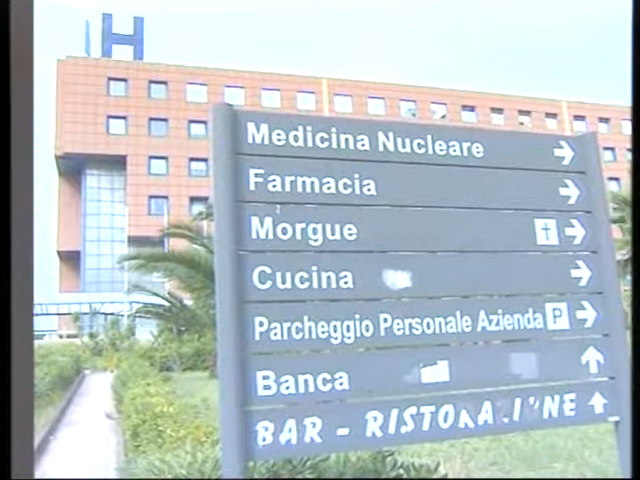 H
Medicina Nucleare
Farmacia
Morgue
Cucina
Parcheggio Personale Azienda P
Banca
BAR -